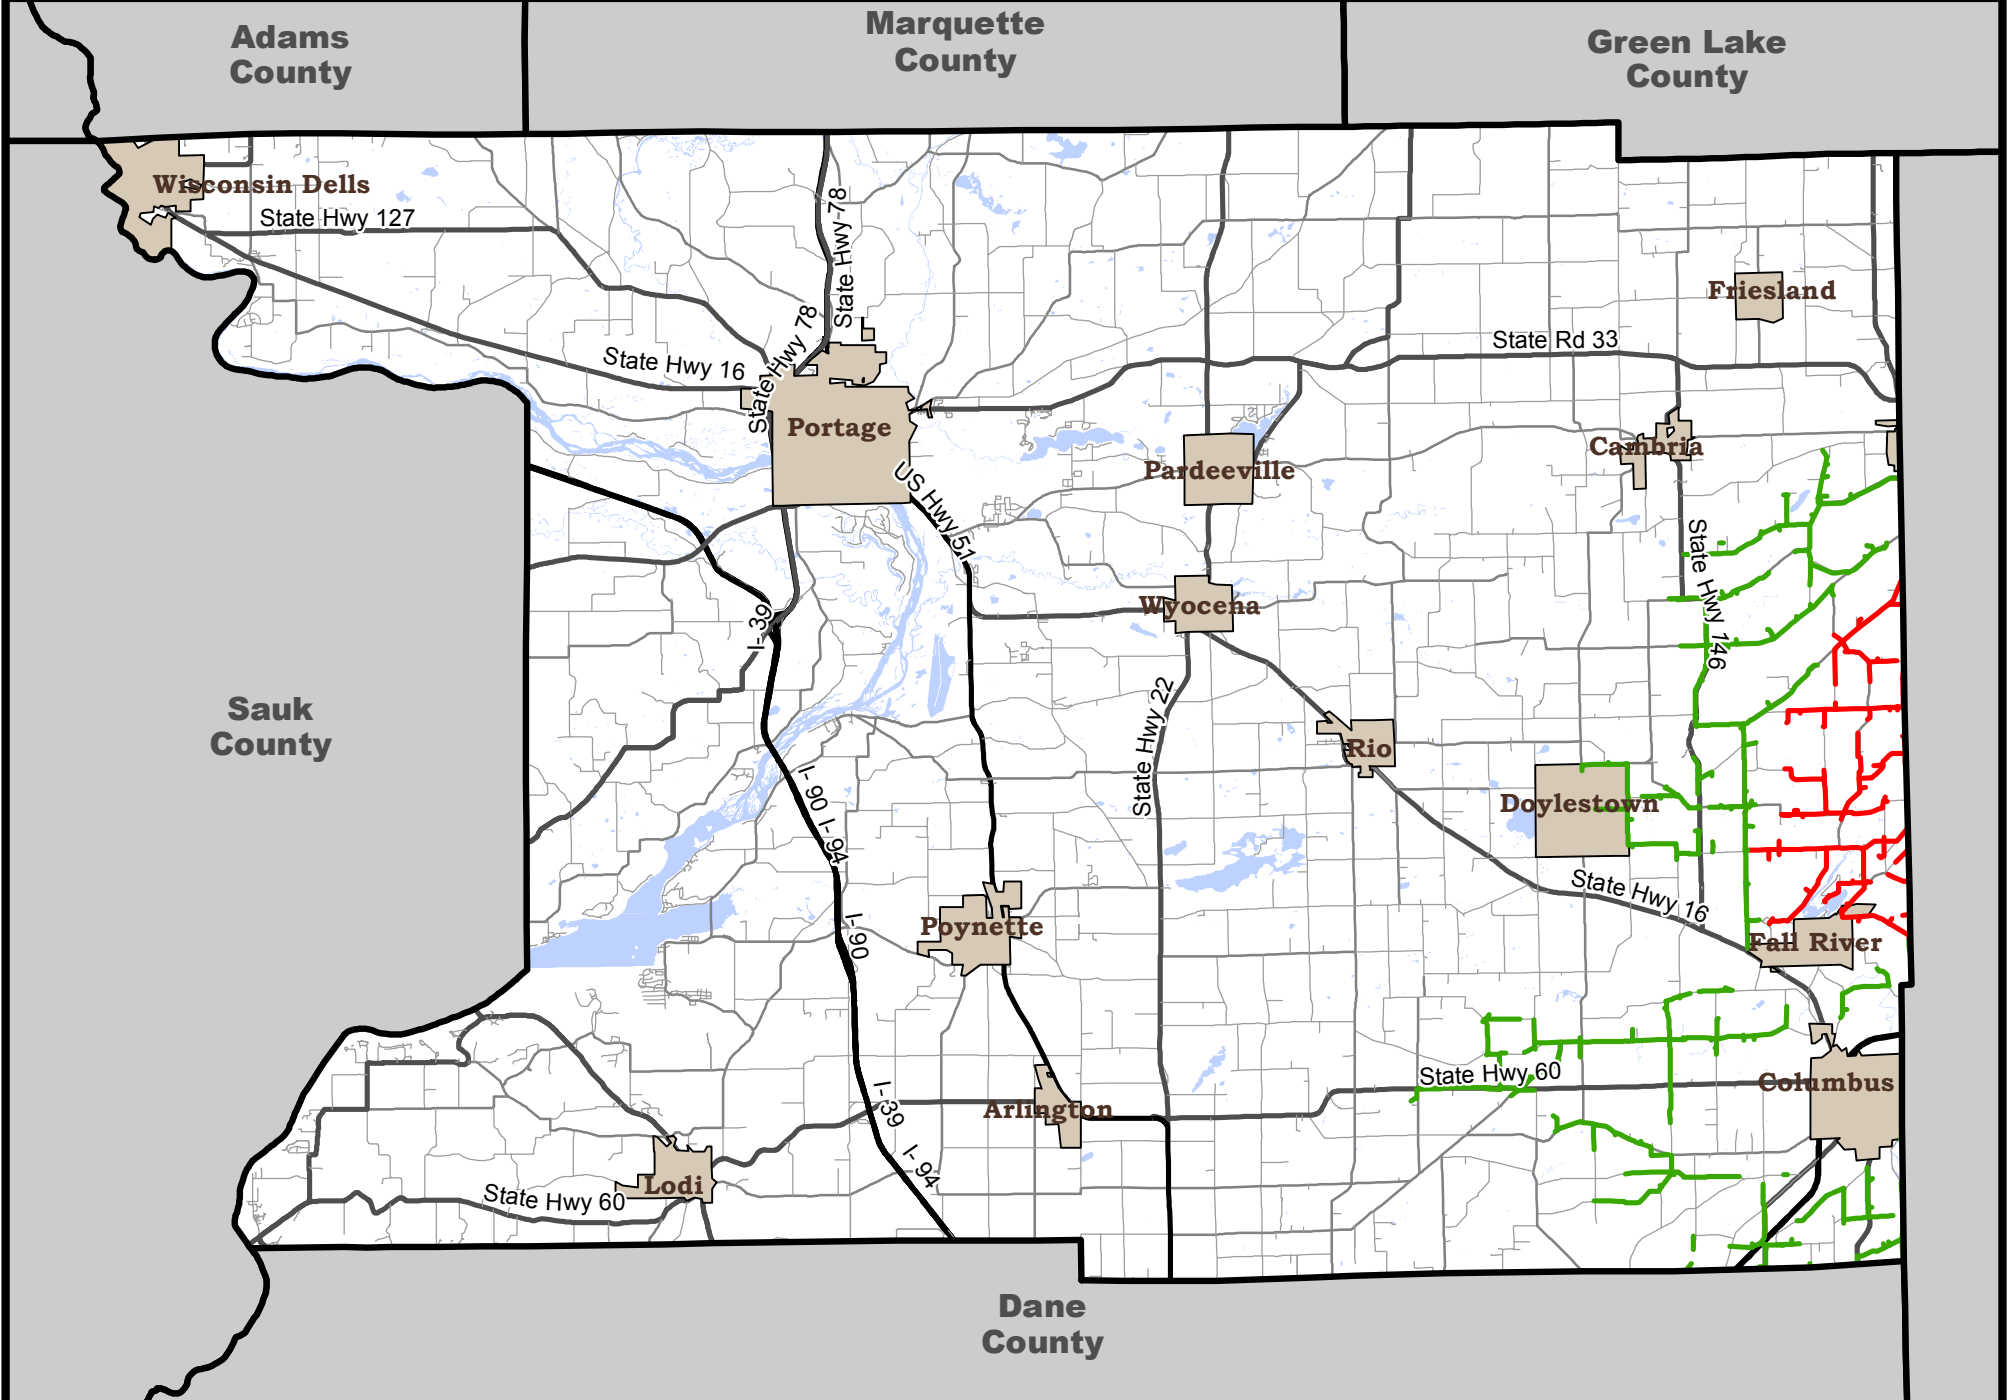 Adams
County
Marquette
County
Green Lake
County
Wisconsin Dells
State Hwy 127
State Hwy 78
Friesland
State Hwy 78
State Rd 33
State Hwy 16
Portage
Cambria
Pardeeville
US Hwy 51
State Hwy 146
Wyocena
I- 39
Sauk
County
State Hwy 22
Rio
I- 90
I- 94
Doylestown
State Hwy 16
I- 90
Poynette
Fall River
State Hwy 60
Columbus
I- 39
Arlington
I- 94
Lodi
State Hwy 60
Dane
County